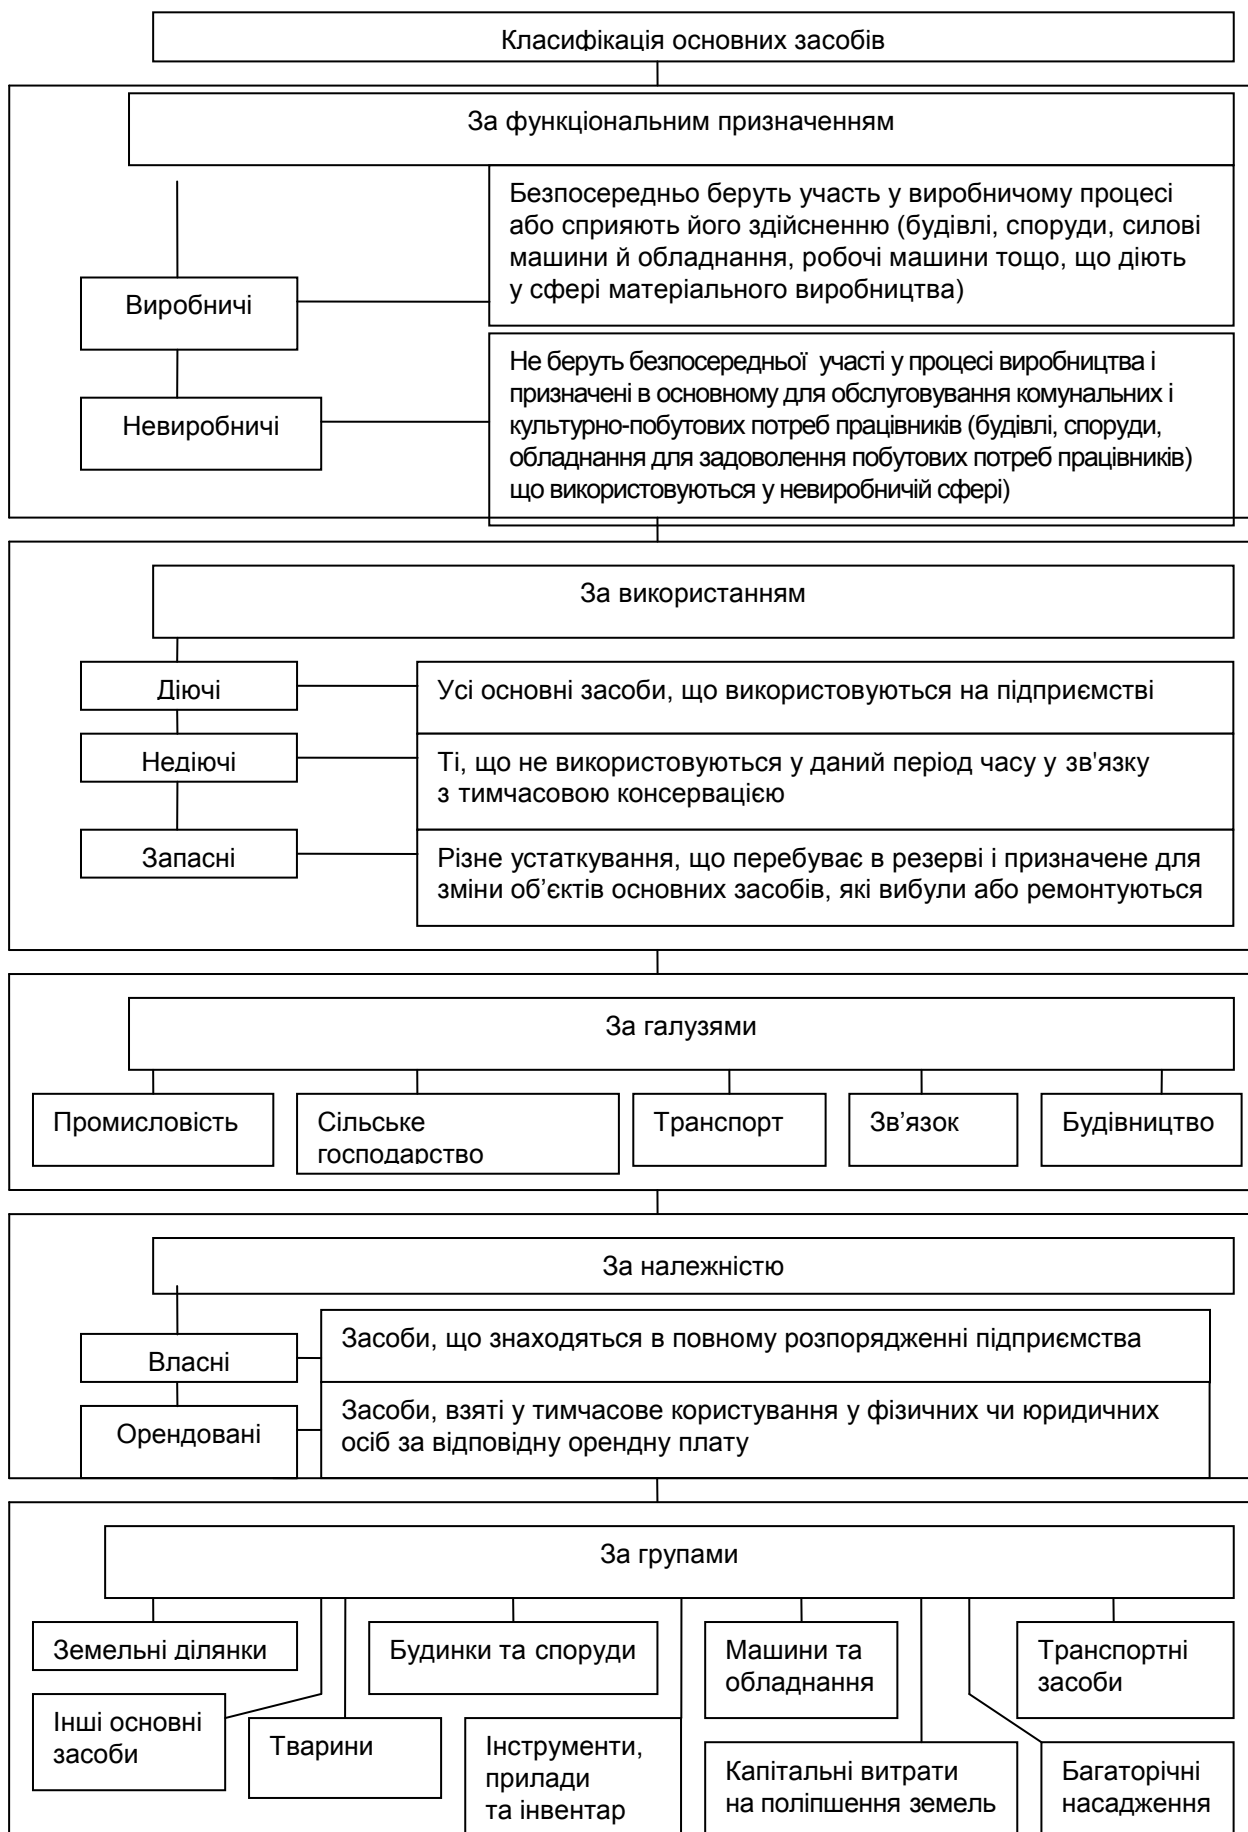 Класифікація основних засобів
За функціональним призначенням
Безпосередньо беруть участь у виробничому процесі
або сприяють його здійсненню (будівлі, споруди, силові
машини й обладнання, робочі машини тощо, що діють
у сфері матеріального виробництва)
Виробничі
Не беруть безпосередньої участі у процесі виробництва і
призначені в основному для обслуговування комунальних і
культурно-побутових потреб працівників (будівлі, споруди,
обладнання для задоволення побутових потреб працівників)
що використовуються у невиробничій сфері)
Невиробничі
За використанням
Діючі
Усі основні засоби, що використовуються на підприємстві
Недіючі
Ті, що не використовуються у даний період часу у зв'язку
з тимчасовою консервацією
Запасні
Різне устаткування, що перебуває в резерві і призначене для
зміни об’єктів основних засобів, які вибули або ремонтуються
За галузями
Промисловість
Сільське
господарство
Транспорт
Зв’язок
Будівництво
За належністю
Власні
Засоби, що знаходяться в повному розпорядженні підприємства
Орендовані
Засоби, взяті у тимчасове користування у фізичних чи юридичних
осіб за відповідну орендну плату
За групами
Земельні ділянки
Будинки та споруди
Машини та
обладнання
Транспортні
засоби
Інші основні
засоби
Тварини
Інструменти,
прилади
та інвентар
Капітальні витрати
на поліпшення земель
Багаторічні
насадження